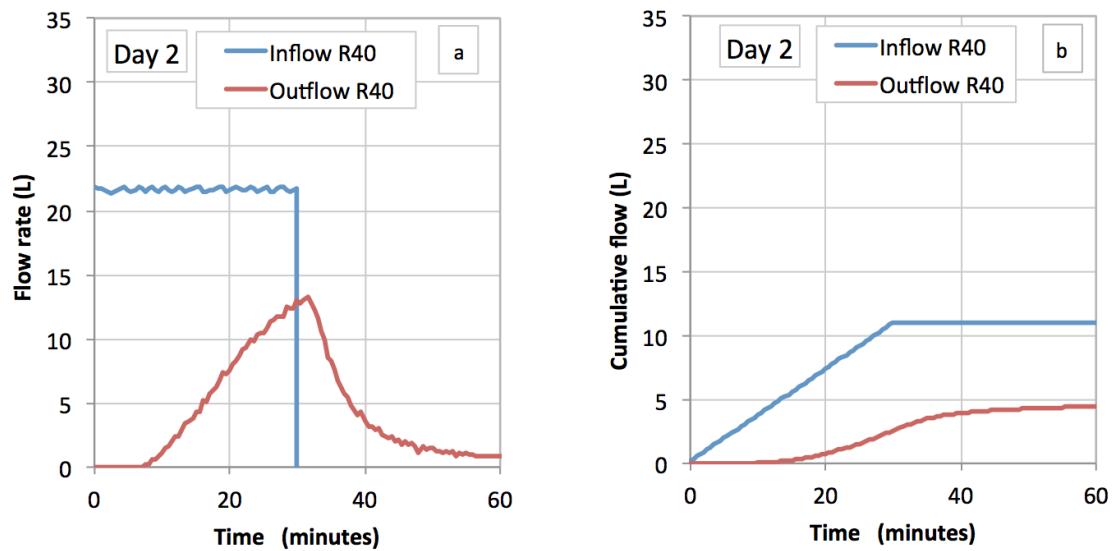 Day 2
Inflow R40
Outflow R40
a
35
30
25
20
15
10
5
0
Flow rate (L)
0 20 40 60
Time (minutes)
Day 2
Inflow R40
Outflow R40
b
35
30
25
20
15
10
5
0
Cumulative flow (L)
0 20 40 60
Time (minutes)